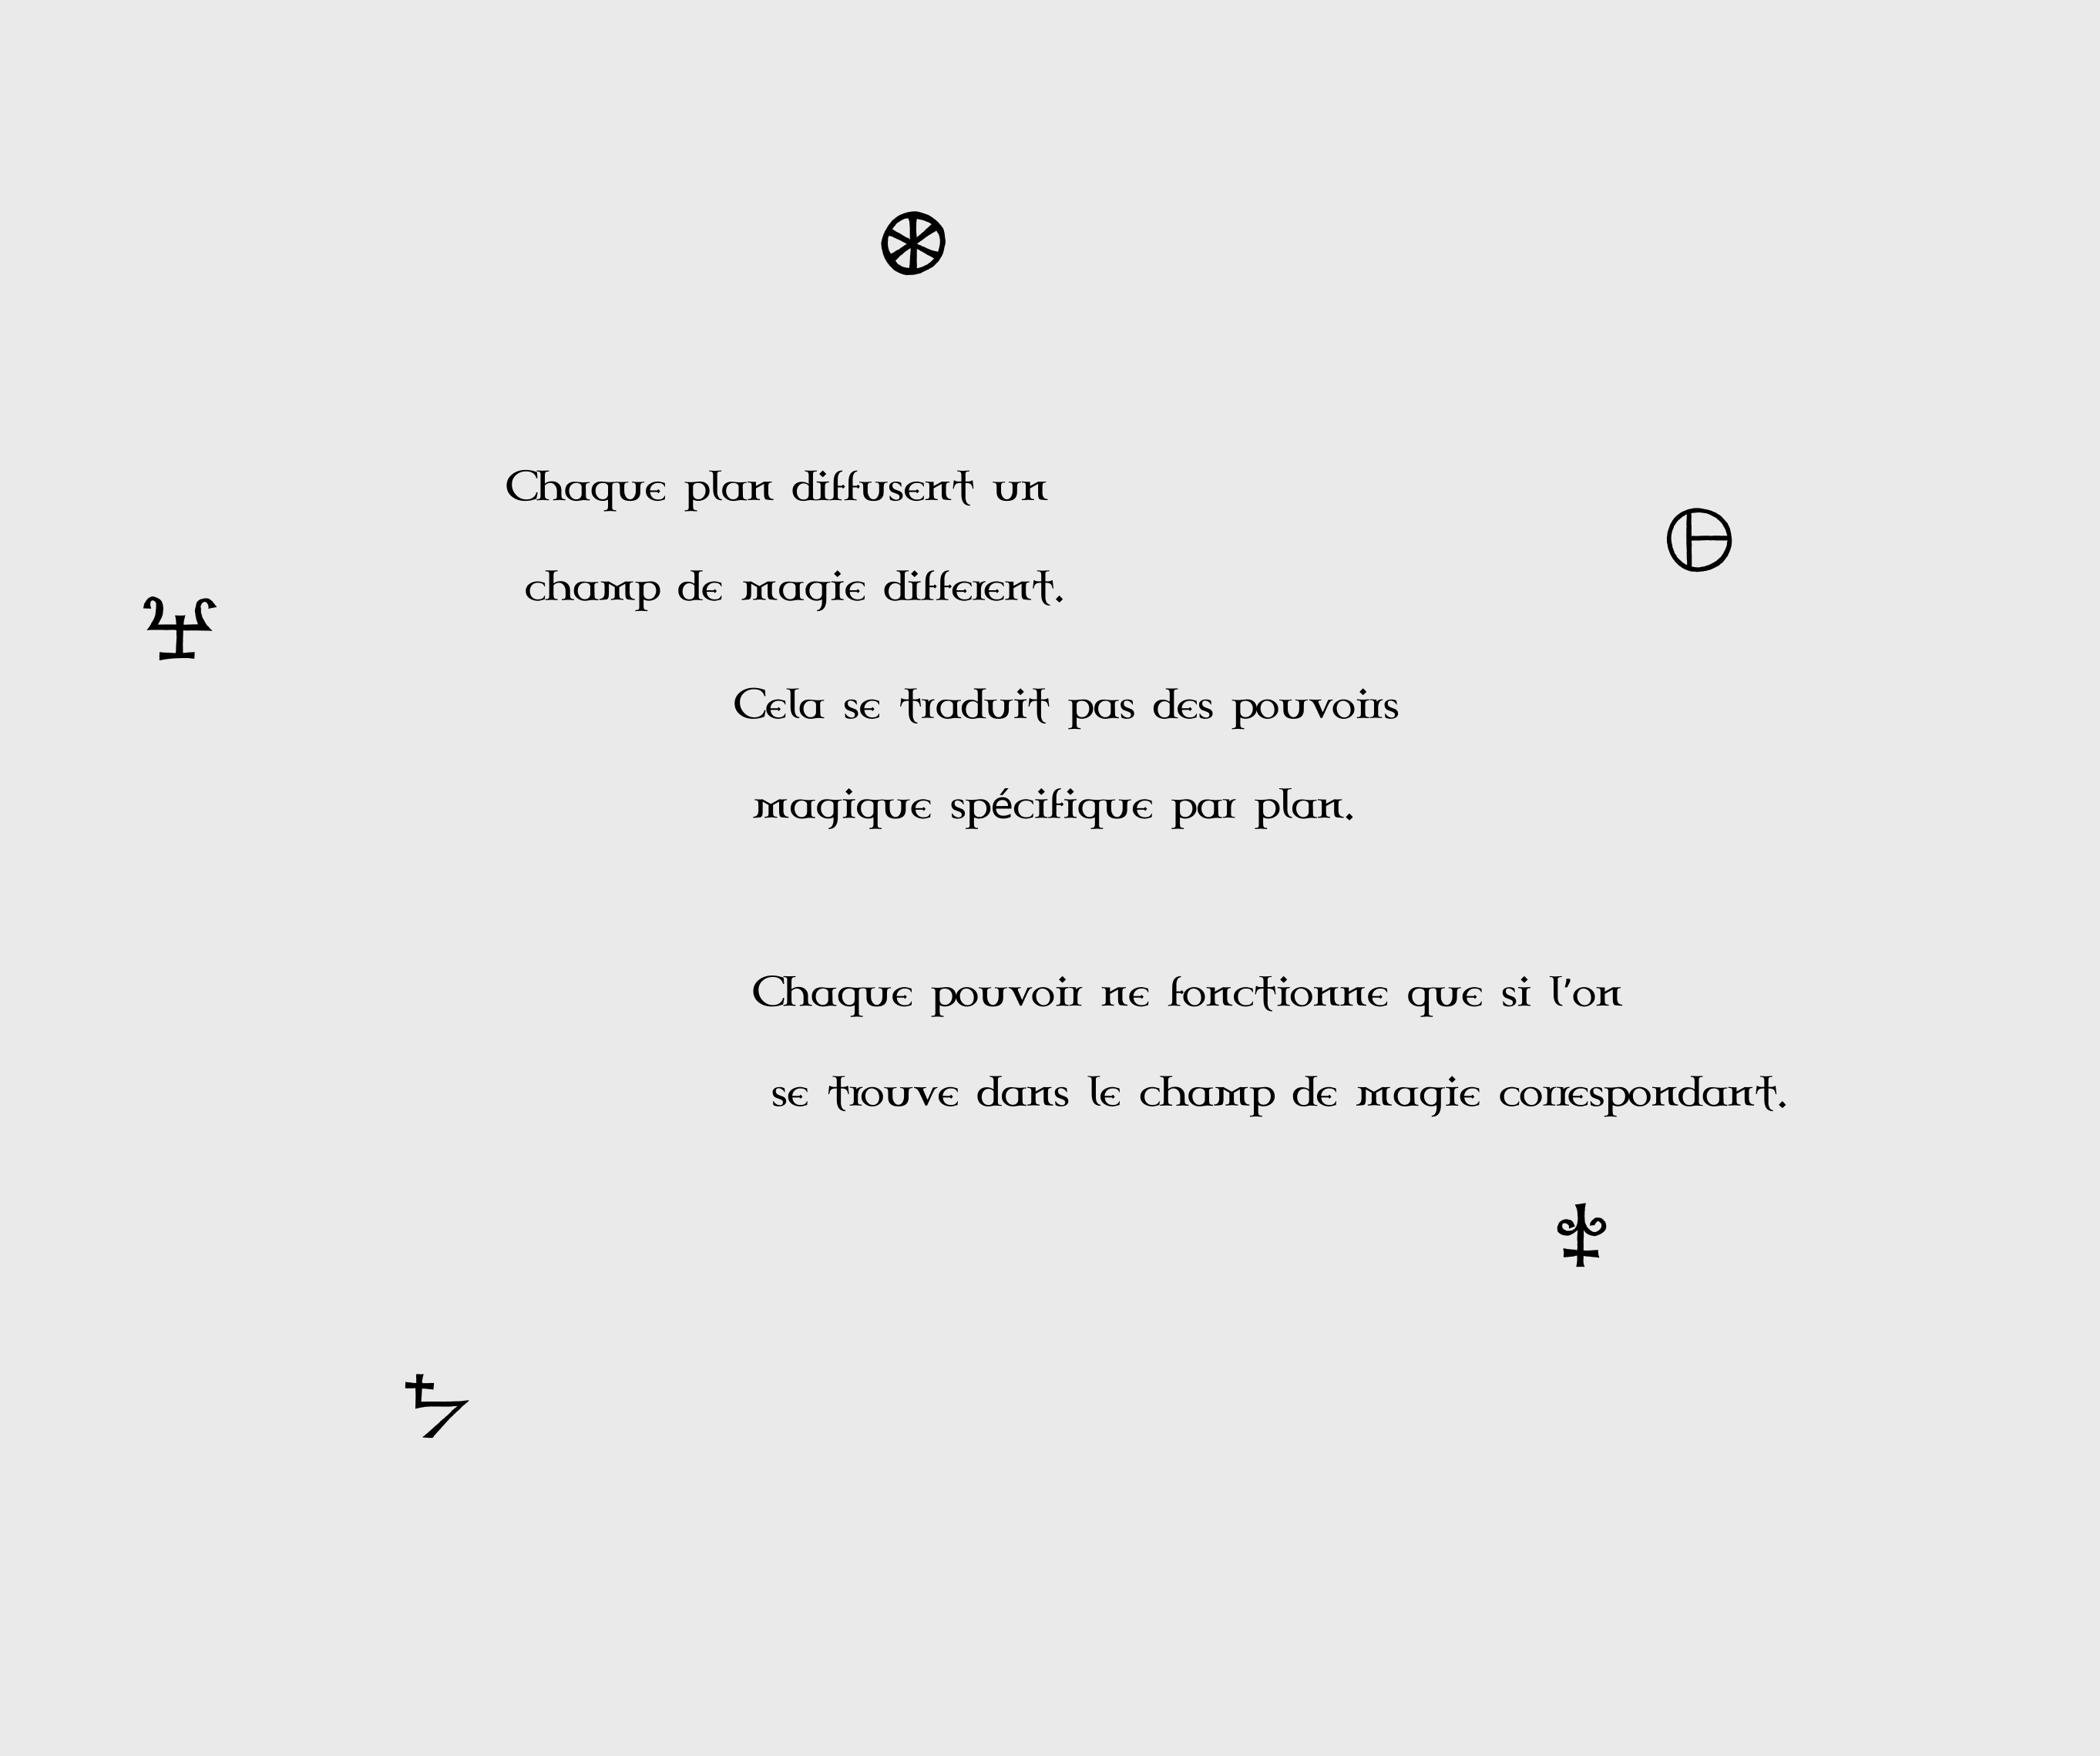 Chaque plan diffusent un
champ de magie different.
Cela se traduit pas des pouvoirs
magique spécifique par plan.
Chaque pouvoir ne fonctionne que si l'on
se trouve dans le champ de magie correspondant.